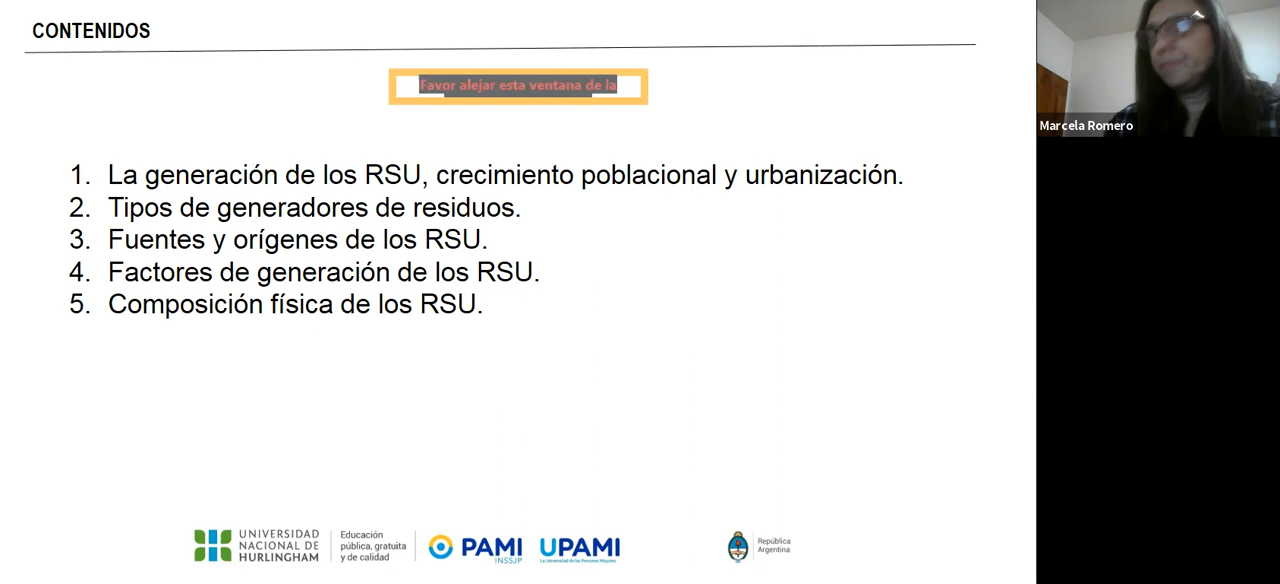 CONTENIDOS
Favor alejar esta ventana de la
Marcela Romero
1. La generación de los RSU, crecimiento poblacional y urbanización.
2. Tipos de generadores de residuos.
3. Fuentes y orígenes de los RSU.
4. Factores de generación de los RSU.
5. Composición física de los RSU.
UNIVERSIDAD
NACIONAL DE
HURLINGHAM
Educación
pública, gratuita
y de calidad
PAMI
INSSJP
UPAMI
La Universidad de las Personas Mayores
República
Argentina